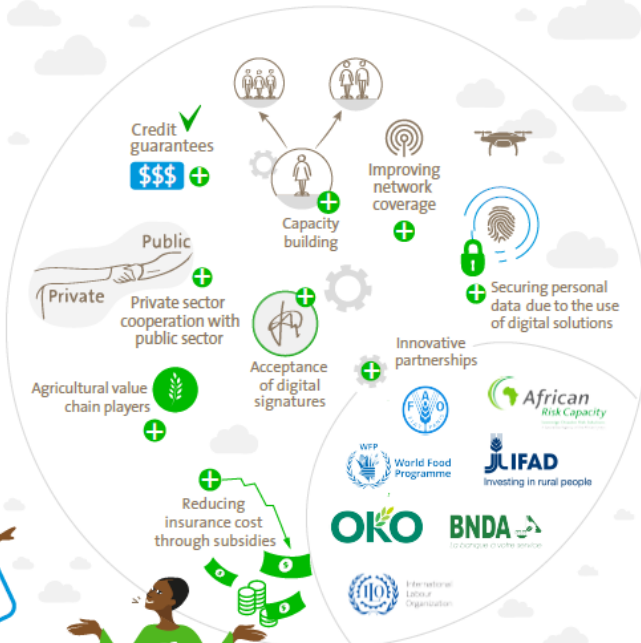 Credit
guarantees
$$$
Capacity
building
Improving
network
coverage
Public
Private
Private sector
cooperation with
public sector
Acceptance
of digital
signatures
Securing personal
data due to the use
of digital solutions
Agricultural value
chain players
Innovative
partnerships
FAO
African
Risk Capacity
WFP
World Food
Programme
JLIFAD
Investing in rural people
OKO
BNDA
la banque à votre service
International
Labour
Organization
Reducing
insurance cost
through subsidies
$
$
$